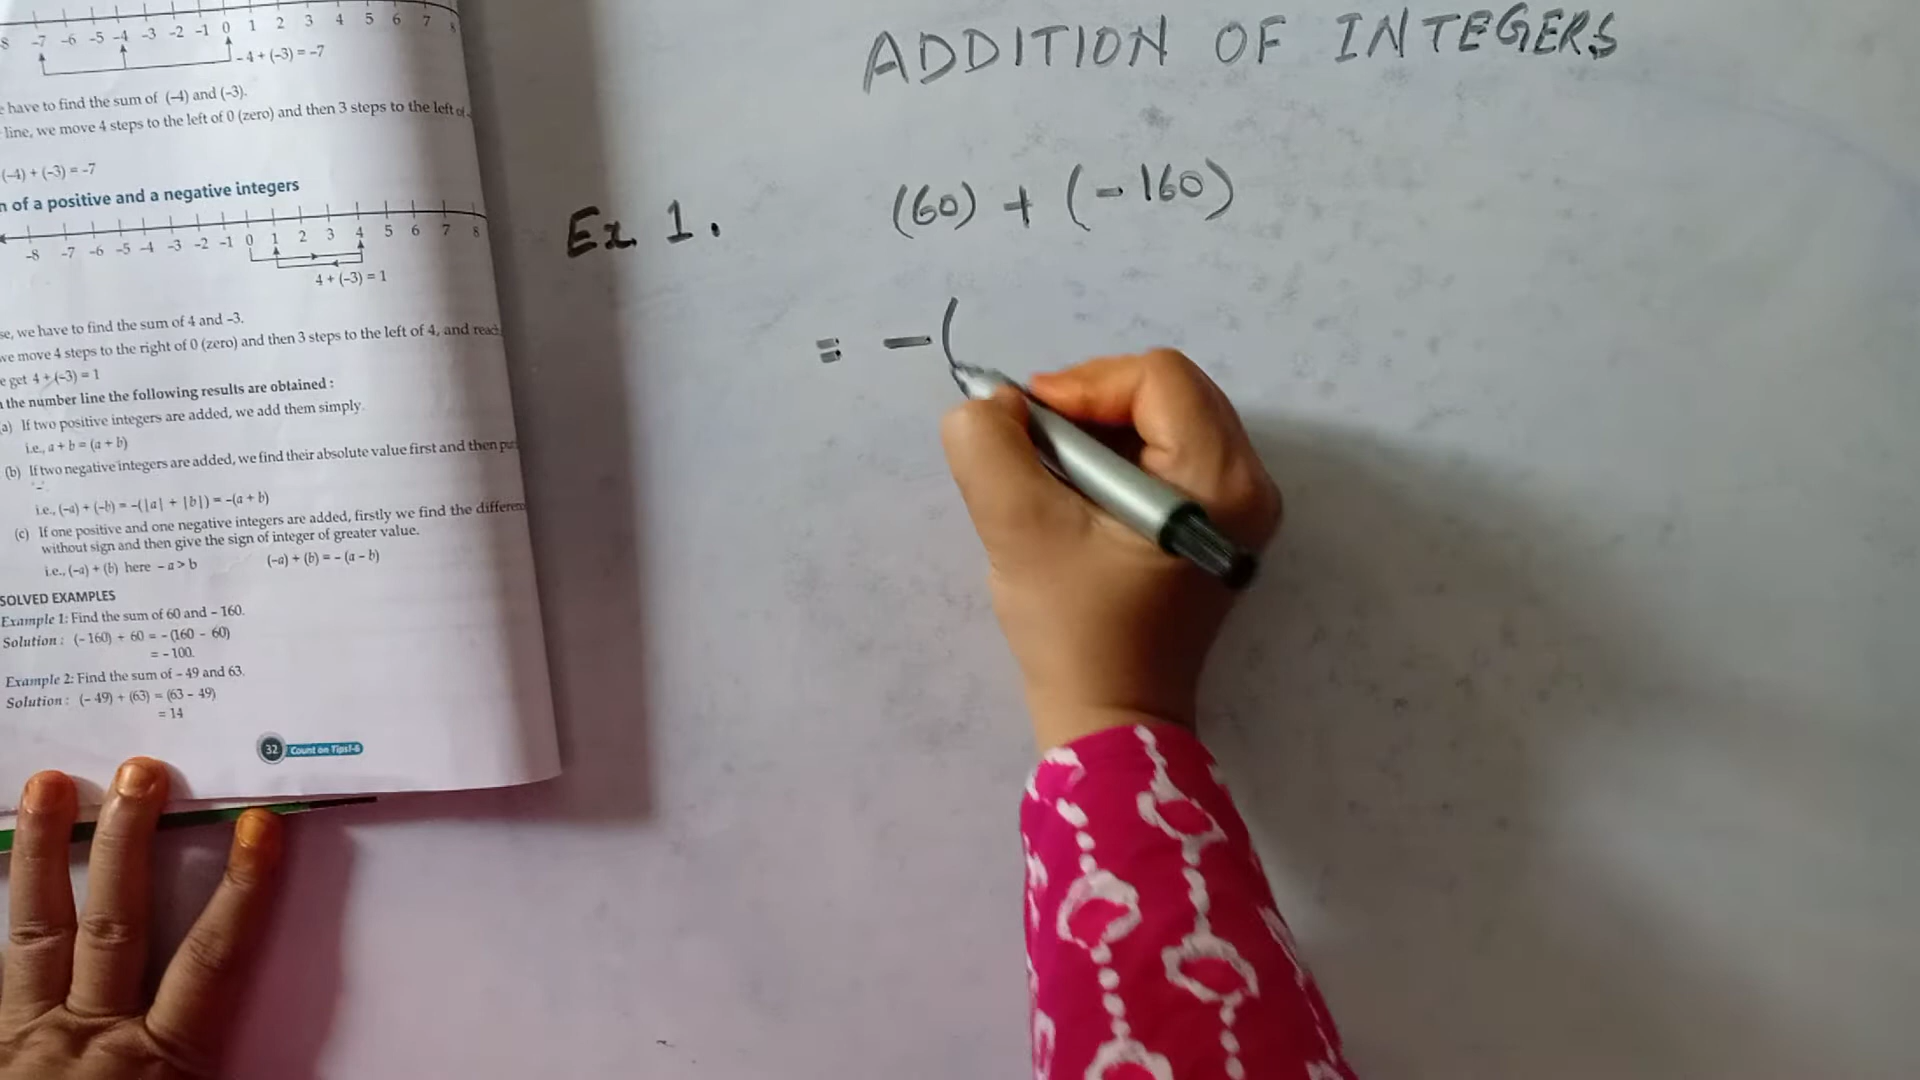 8 -7 -6 -5 -4 -3 -2 -1 0 1 2 3 4 5 6 7 8
-4 + (-3) = -7
have to find the sum of (-4) and (-3).
line, we move 4 steps to the left of 0 (zero) and then 3 steps to the left of
(-4) + (-3) = -7
of a positive and a negative integers
-8 -7 -6 -5 -4 -3 -2 -1 0 1 2 3 4 5 6 7 8
4 + (-3) = 1
se, we have to find the sum of 4 and -3.
we move 4 steps to the right of 0 (zero) and then 3 steps to the left of 4, and read
get 4 + (-3) = 1
the number line the following results are obtained :
a) If two positive integers are added, we add them simply.
i.e., a + b = (a + b)
(b) If two negative integers are added, we find their absolute value first and then put
'-'.
i.e., (-a) + (-b) = -(|a| + |b|) = -(a + b)
(c) If one positive and one negative integers are added, firstly we find the differen
without sign and then give the sign of integer of greater value.
i.e., (-a) + (b) here - a > b (-a) + (b) = - (a - b)
SOLVED EXAMPLES
Example 1: Find the sum of 60 and - 160.
Solution : (- 160) + 60 = - (160 - 60)
= - 100.
Example 2: Find the sum of - 49 and 63.
Solution : (- 49) + (63) = (63 - 49)
= 14
32 Count on Tips!-6
ADDITION OF INTEGERS
Ex. 1. (60) + (-160)
= -(